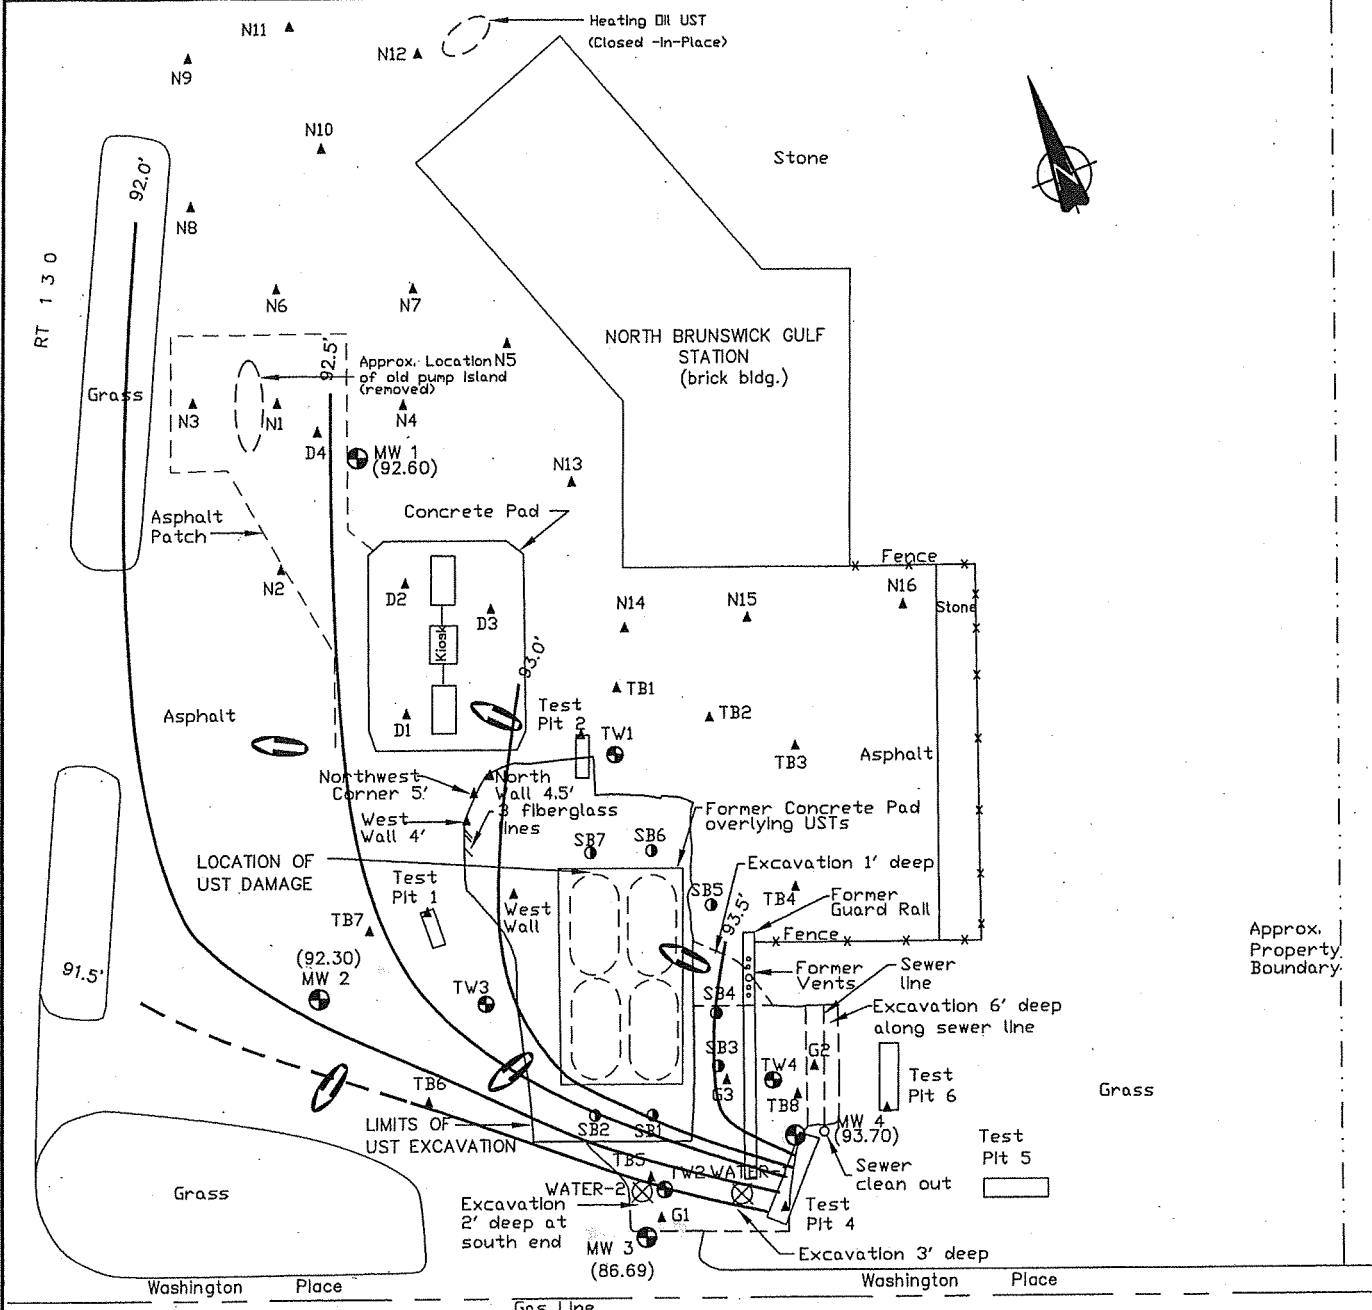 Heating Oil UST
(Closed -In-Place)
N11
N12
N9
N10
92.0'
Stone
N8
RT 130
N6
N7
NORTH BRUNSWICK GULF
STATION
(brick bldg.)
92.5'
Approx. Location
of old pump Island
(removed)
N5
Grass
N3
N1
N4
D4
MW 1
(92.60)
N13
Concrete Pad
Asphalt
Patch
Fence
N2
D2
D3
Kiosk
N14
N15
N16
Stone
93.0'
TB1
TB2
Test
Pit 2
D1
Asphalt
TW1
TB3
Asphalt
Northwest
Corner 5'
North
Wall 4.5'
3 fiberglass
lines
West
Wall 4'
Former Concrete Pad
overlying USTs
SB7
SB6
LOCATION OF
UST DAMAGE
Excavation 1' deep
Test
Pit 1
SB5
TB4
Former
Guard Rail
West
Wall
93.5'
TB7
Fence
Approx.
Property
Boundary
(92.30)
MW 2
91.5'
Former
Vents
Sewer
line
TW3
SB4
Excavation 6' deep
along sewer line
SB3
G2
TW4
G3
TB8
Test
Pit 6
Grass
TB6
LIMITS OF
UST EXCAVATION
SB2
SB1
MW 4
(93.70)
Test
Pit 5
Sewer
clean out
TB5
TW2
WATER-
WATER-2
Grass
Excavation
2' deep at
south end
G1
Test
Pit 4
MW 3
(86.69)
Excavation 3' deep
Washington Place
Washington Place
Gas Line